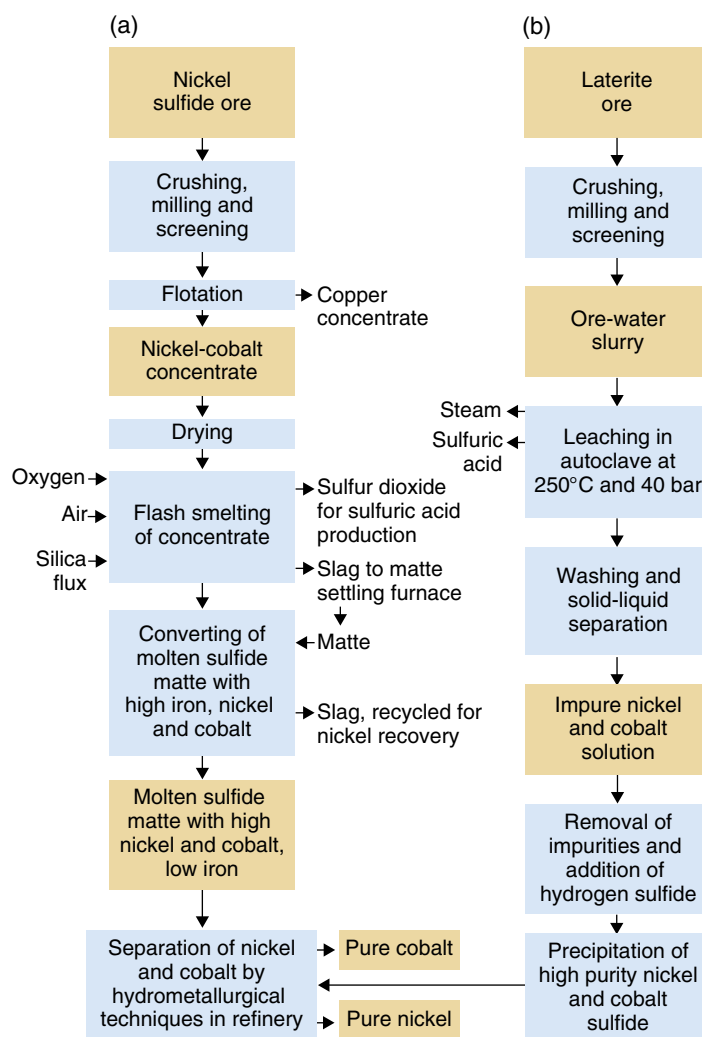 (a)
Nickel
sulfide ore
Crushing,
milling and
screening
Flotation
Copper
concentrate
Nickel-cobalt
concentrate
Drying
Oxygen
Air
Silica
flux
Flash smelting
of concentrate
Sulfur dioxide
for sulfuric acid
production
Slag to matte
settling furnace
Matte
Converting of
molten sulfide
matte with
high iron, nickel
and cobalt
Slag, recycled for
nickel recovery
Molten sulfide
matte with high
nickel and cobalt,
low iron
Separation of nickel
and cobalt by
hydrometallurgical
techniques in refinery
Pure cobalt
Pure nickel
(b)
Laterite
ore
Crushing,
milling and
screening
Ore-water
slurry
Steam
Sulfuric
acid
Leaching in
autoclave at
250°C and 40 bar
Washing and
solid-liquid
separation
Impure nickel
and cobalt
solution
Removal of
impurities and
addition of
hydrogen sulfide
Precipitation of
high purity nickel
and cobalt
sulfide